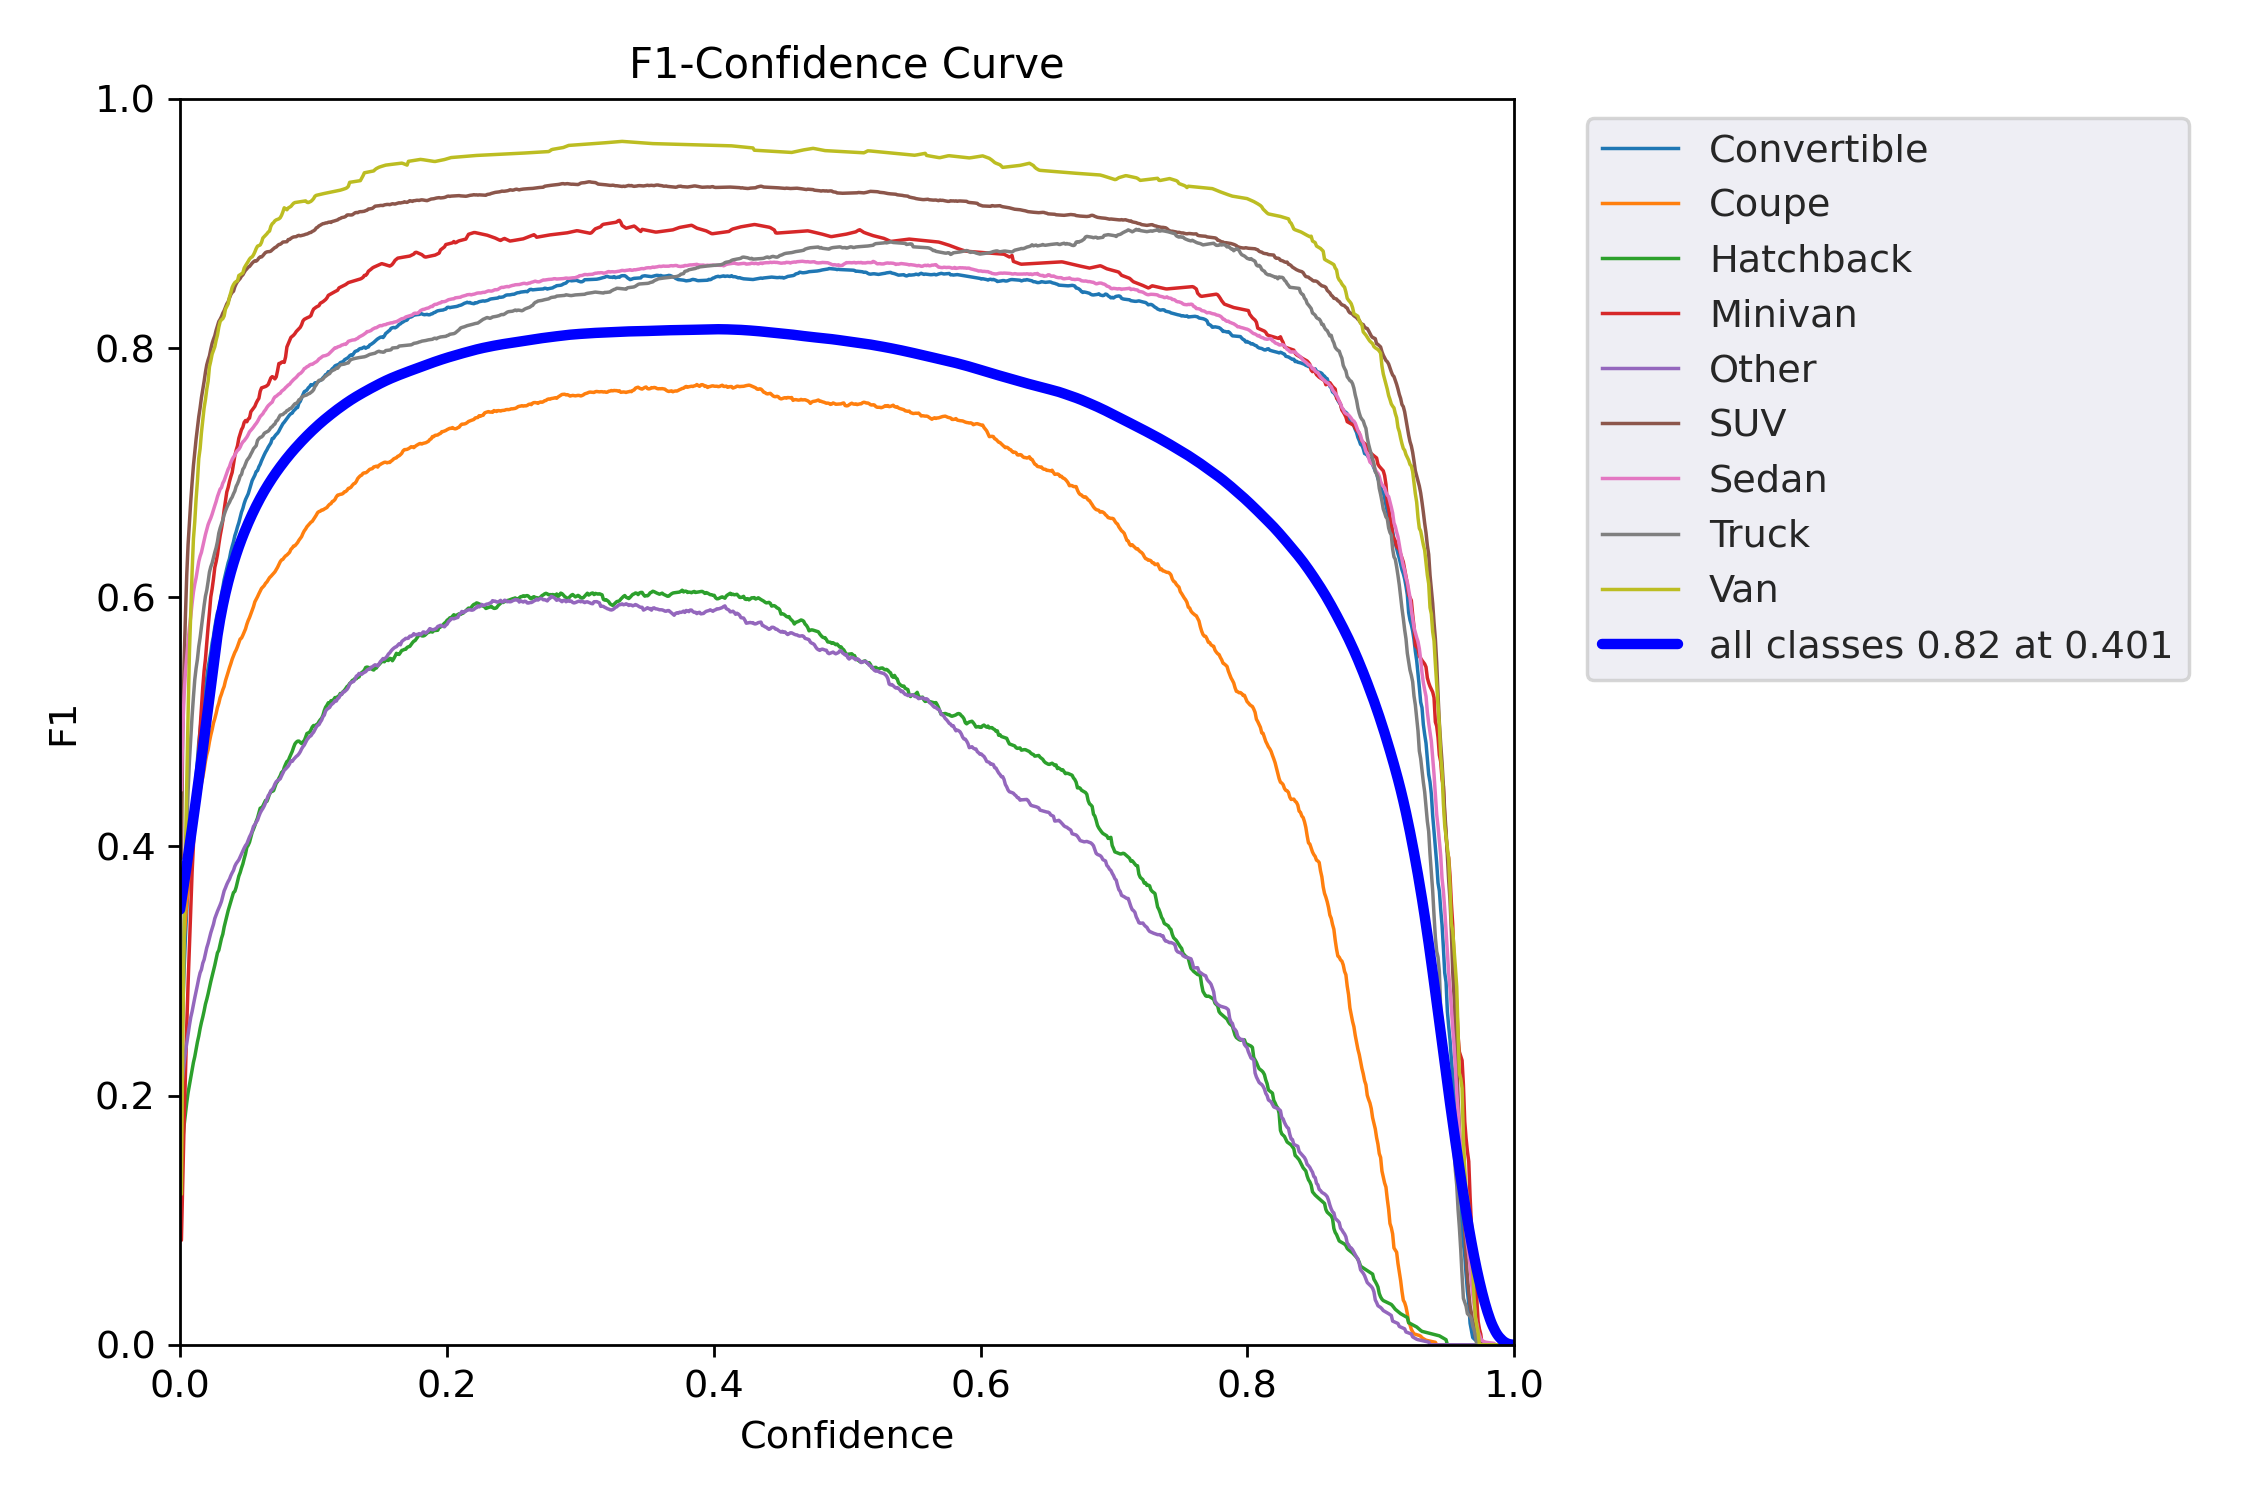 F1-Confidence Curve
1.0
0.8
0.6
0.4
0.2
0.0
F1
0.0 0.2 0.4 0.6 0.8 1.0
Confidence
Convertible
Coupe
Hatchback
Minivan
Other
SUV
Sedan
Truck
Van
all classes 0.82 at 0.401